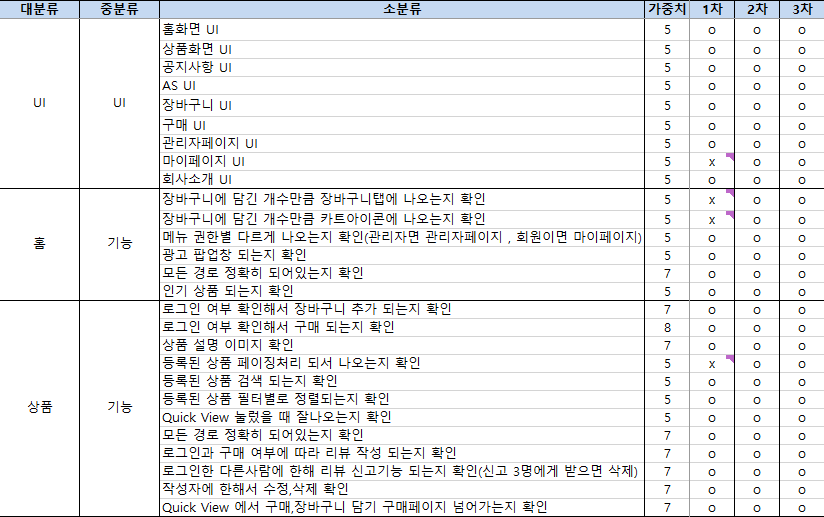 대분류 중분류 소분류 가중치 1차 2차 3차
UI UI
홈화면 UI 5 o o o
상품화면 UI 5 o o o
공지사항 UI 5 o o o
AS UI 5 o o o
장바구니 UI 5 o o o
구매 UI 5 o o o
관리자페이지 UI 5 o o o
마이페이지 UI 5 x o o
회사소개 UI 5 o o o
홈 기능
장바구니에 담긴 개수만큼 장바구니탭에 나오는지 확인 5 x o o
장바구니에 담긴 개수만큼 카트아이콘에 나오는지 확인 5 x o o
메뉴 권한별 다르게 나오는지 확인(관리자면 관리자페이지 , 회원이면 마이페이지) 5 o o o
광고 팝업창 되는지 확인 5 o o o
모든 경로 정확히 되어있는지 확인 7 o o o
인기 상품 되는지 확인 5 o o o
상품 기능
로그인 여부 확인해서 장바구니 추가 되는지 확인 7 o o o
로그인 여부 확인해서 구매 되는지 확인 8 o o o
상품 설명 이미지 확인 7 o o o
등록된 상품 페이징처리 되서 나오는지 확인 5 x o o
등록된 상품 검색 되는지 확인 5 o o o
등록된 상품 필터별로 정렬되는지 확인 5 o o o
Quick View 눌렀을 때 잘나오는지 확인 5 o o o
모든 경로 정확히 되어있는지 확인 7 o o o
로그인과 구매 여부에 따라 리뷰 작성 되는지 확인 7 o o o
로그인한 다른사람에 한해 리뷰 신고기능 되는지 확인(신고 3명에게 받으면 삭제) 7 o o o
작성자에 한해서 수정,삭제 확인 7 o o o
Quick View 에서 구매,장바구니 담기 구매페이지 넘어가는지 확인 7 o o o